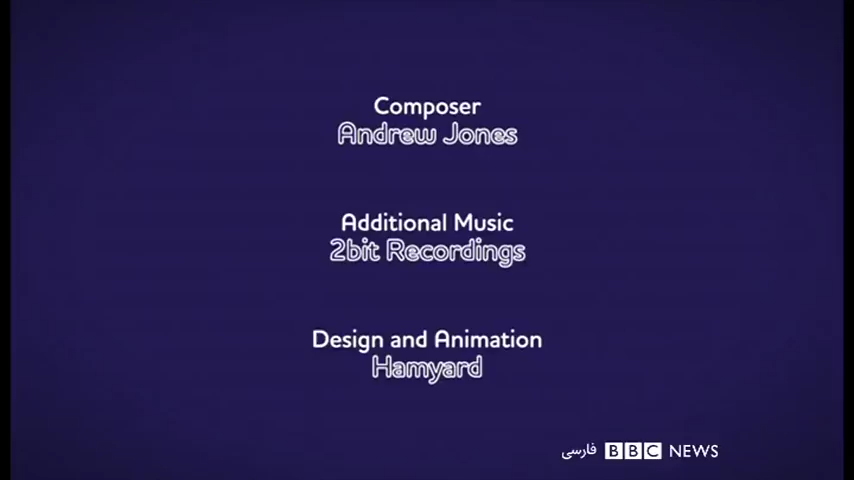 Composer
Andrew Jones
Additional Music
2bit Recordings
Design and Animation
Hamyard
فارسی BBC NEWS